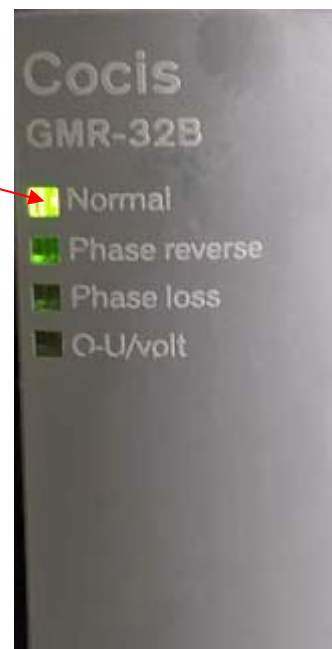 Cocis
GMR-32B
Normal
Phase reverse
Phase loss
O-U/volt